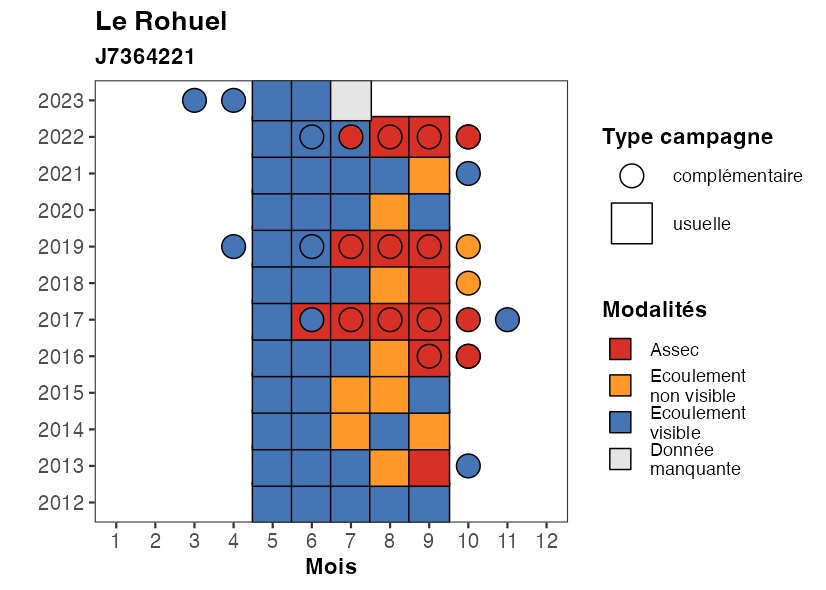 Le Rohuel
J7364221
2023
2022
2021
2020
2019
2018
2017
2016
2015
2014
2013
2012
1 2 3 4 5 6 7 8 9 10 11 12
Mois
Type campagne
complémentaire
usuelle
Modalités
Assec
Ecoulement
non visible
Ecoulement
visible
Donnée
manquante